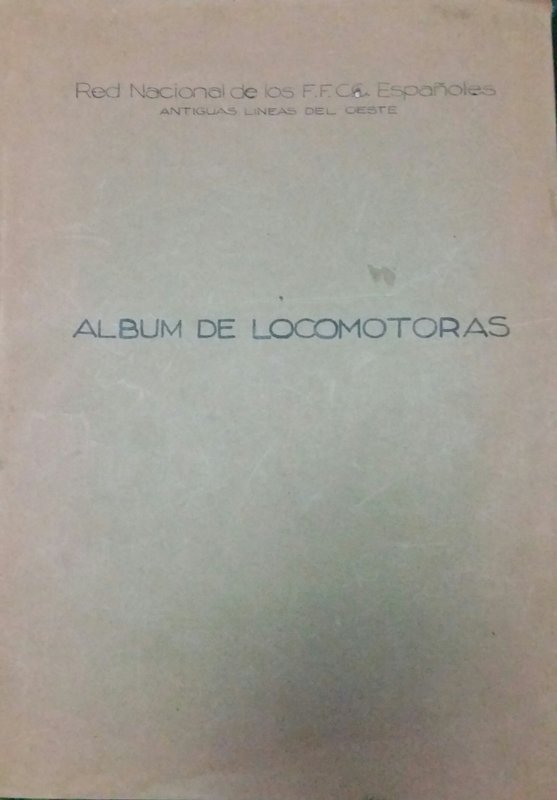 Red Nacional de los F.F.C.C. Españoles
ANTIGUAS LINEAS DEL OESTE
ALBUM DE LOCOMOTORAS